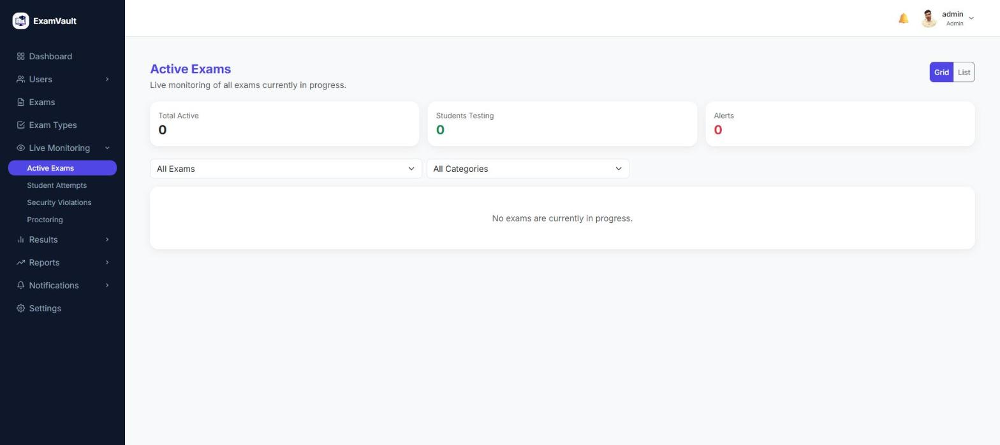 ExamVault
admin
Admin
Dashboard
Users
Exams
Exam Types
Live Monitoring
Active Exams
Student Attempts
Security Violations
Proctoring
Results
Reports
Notifications
Settings
Active Exams
Live monitoring of all exams currently in progress.
Grid List
Total Active
0
Students Testing
0
Alerts
0
All Exams
All Categories
No exams are currently in progress.